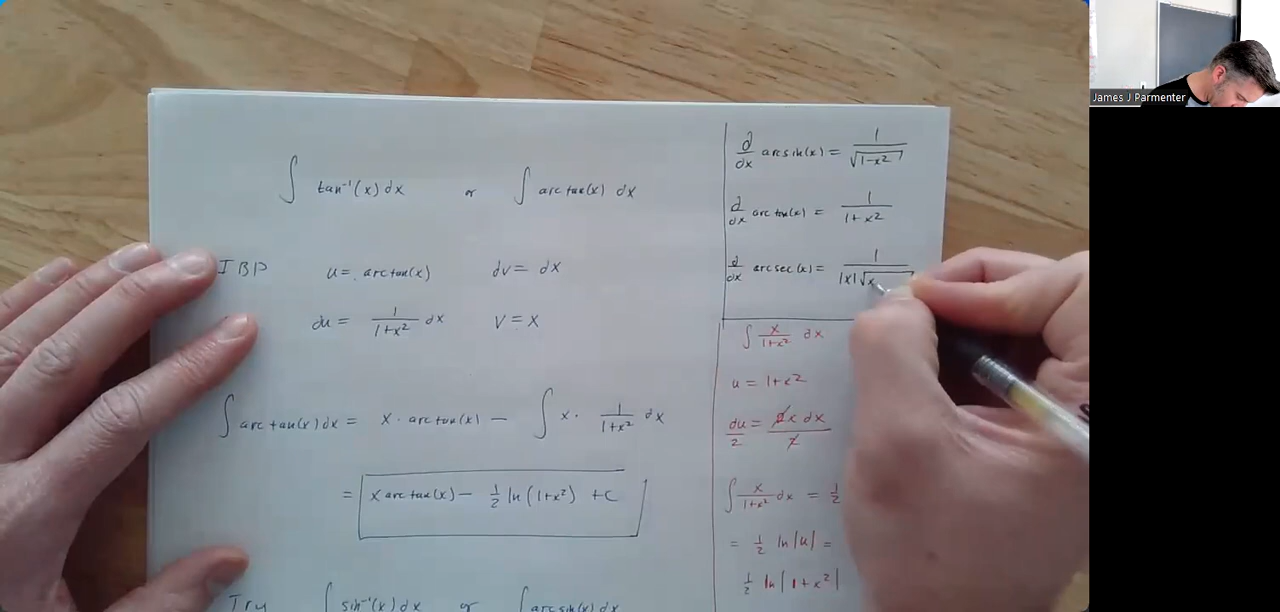 ∫ tan⁻¹(x) dx or ∫ arctan(x) dx
IBP u = arctan(x) dv = dx
du = 1/(1+x²) dx v = x
∫ arctan(x) dx = x · arctan(x) − ∫ x · 1/(1+x²) dx
= x arctan(x) − 1/2 ln(1+x²) + C
Try ∫ sin⁻¹(x) dx or ∫ arcsin(x) dx
d/dx arcsin(x) = 1/√(1-x²)
d/dx arctan(x) = 1/(1+x²)
d/dx arcsec(x) = 1/(|x|√x
∫ x/(1+x²) dx
u = 1+x²
du/2 = 2x dx/2
∫ x/(1+x²) dx = 1/2
= 1/2 ln|u| =
1/2 ln|1+x²|
James J Parmenter